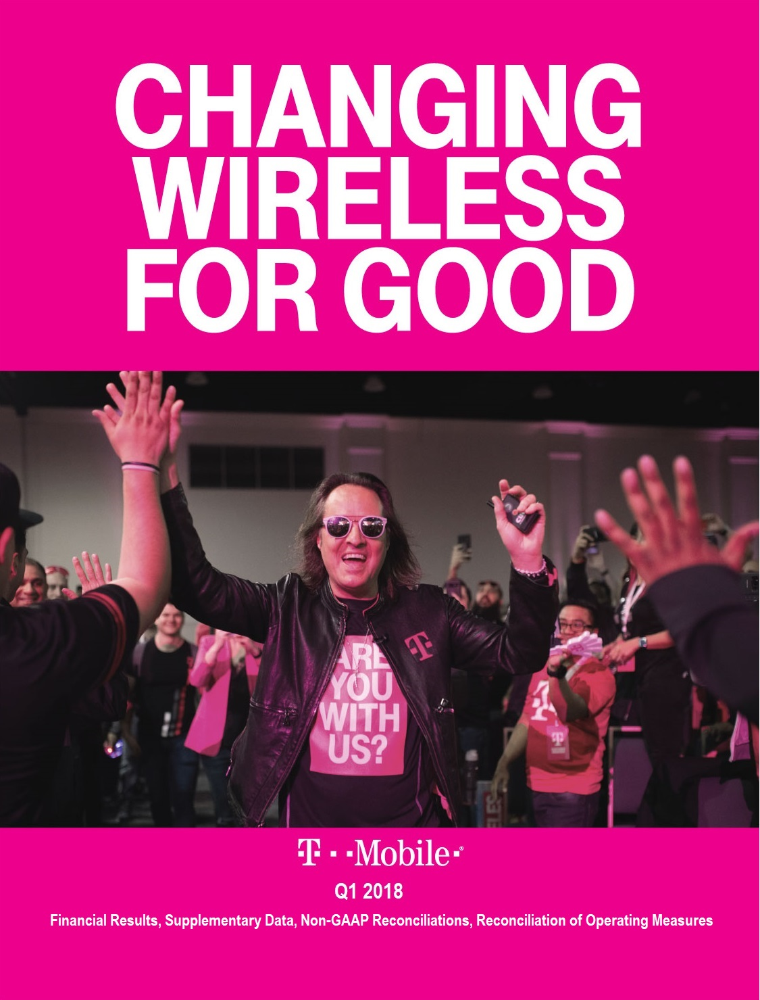 CHANGING
WIRELESS
FOR GOOD
ARE
YOU
WITH
US?
T
T
T
T··Mobile·®
Q1 2018
Financial Results, Supplementary Data, Non-GAAP Reconciliations, Reconciliation of Operating Measures